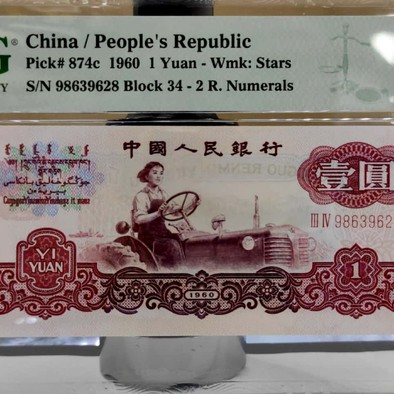 China / People's Republic
Pick# 874c 1960 1 Yuan - Wmk: Stars
S/N 98639628 Block 34 - 2 R. Numerals
中國人民銀行
壹圓
III IV 9863962
YI
YUAN
1
1960